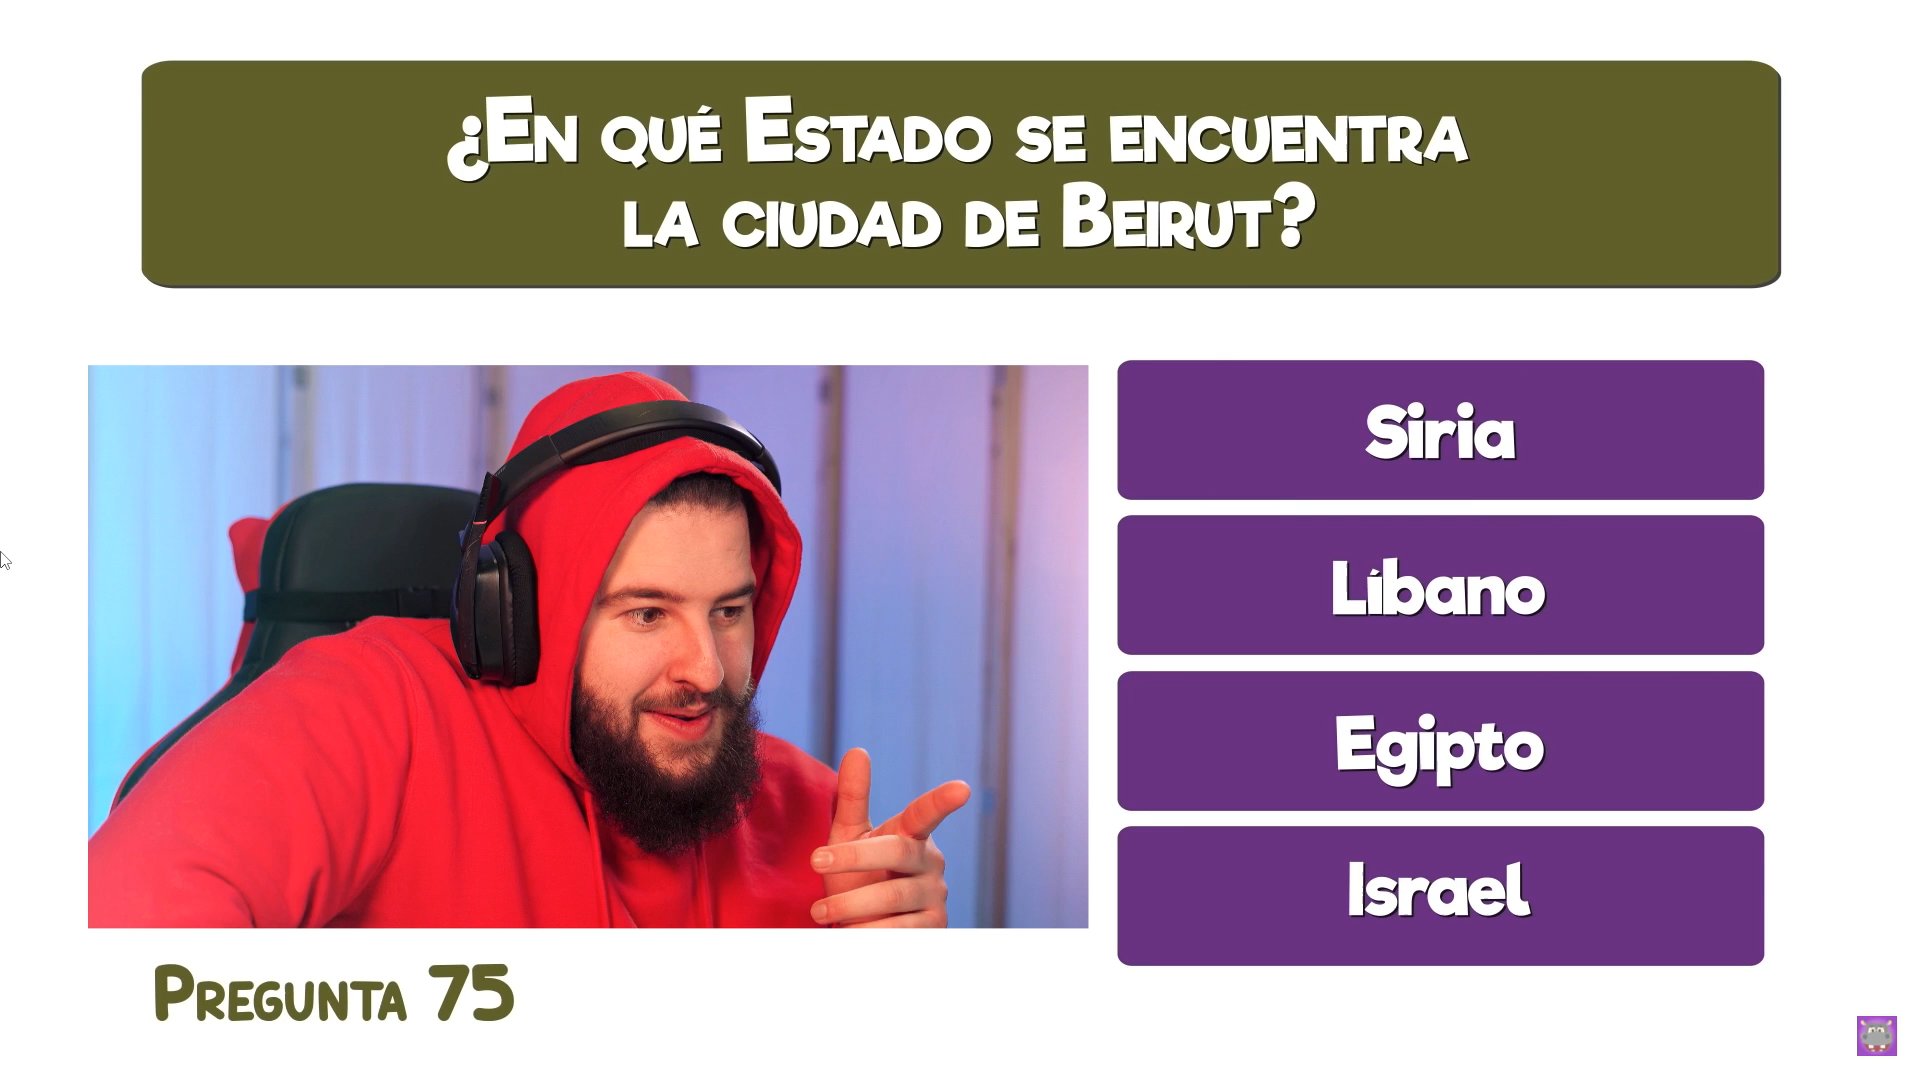 ¿En qué Estado se encuentra
la ciudad de Beirut?
Siria
Líbano
Egipto
Israel
Pregunta 75